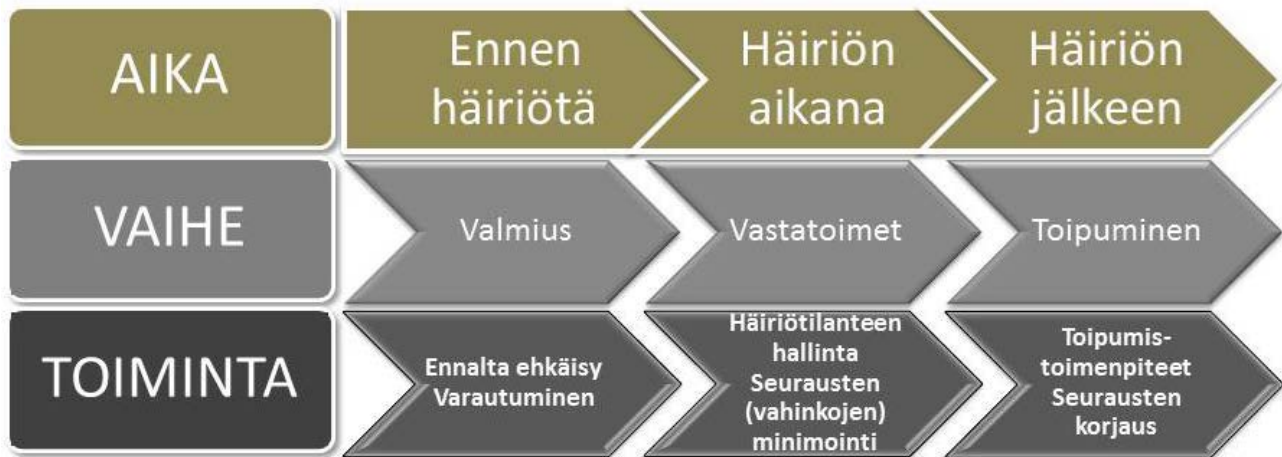 AIKA
Ennen
häiriötä
Häiriön
aikana
Häiriön
jälkeen
VAIHE
Valmius
Vastatoimet
Toipuminen
TOIMINTA
Ennalta ehkäisy
Varautuminen
Häiriötilanteen
hallinta
Seurausten
(vahinkojen)
minimointi
Toipumis-
toimenpiteet
Seurausten
korjaus